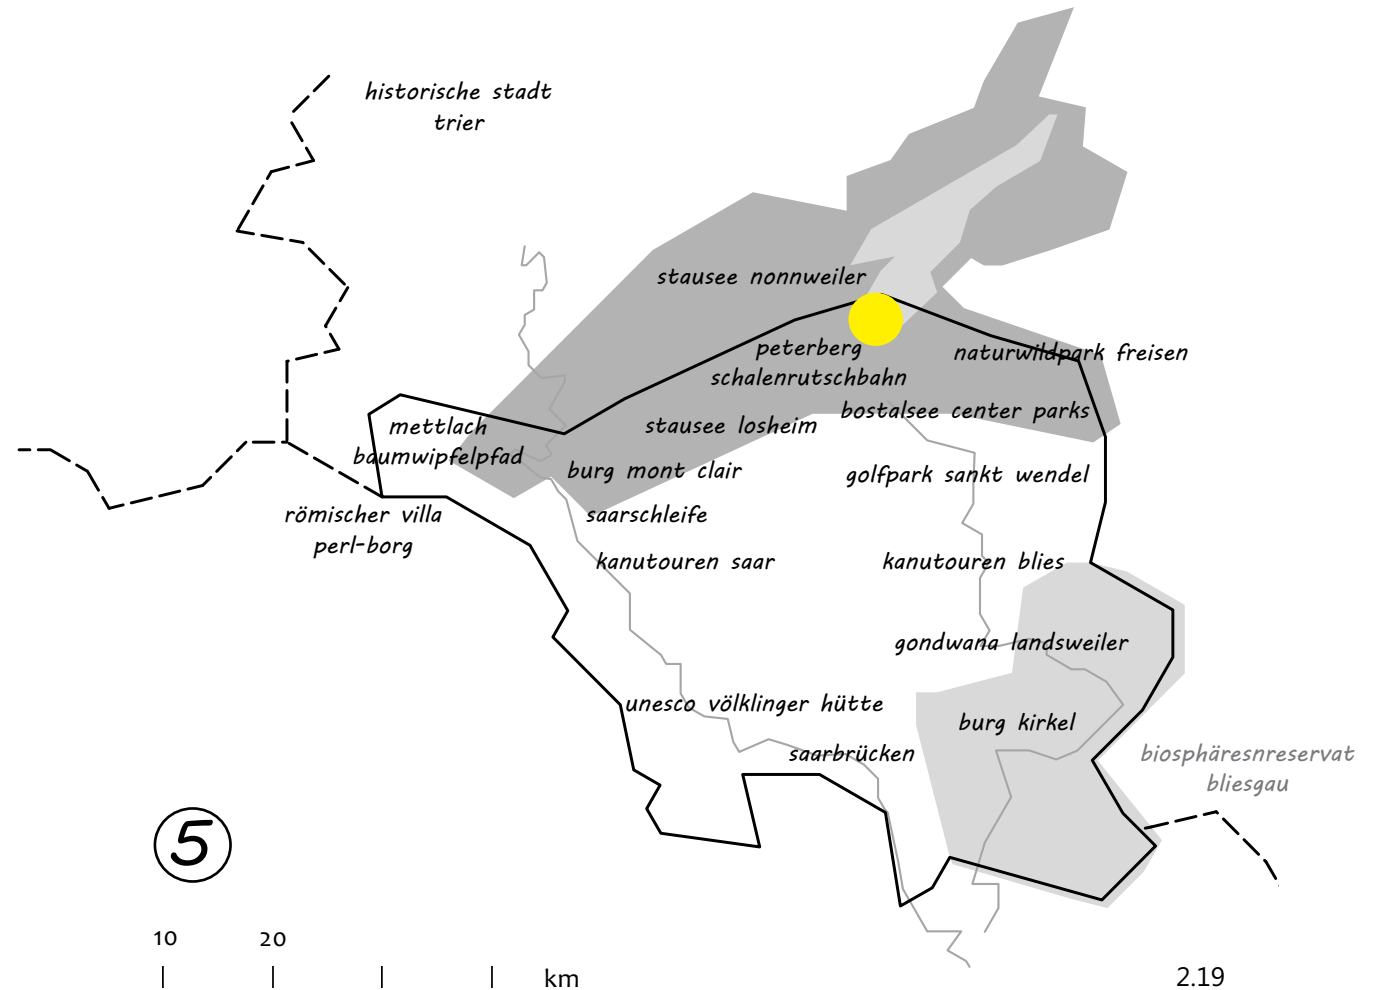 historische stadt
trier
stausee nonnweiler
peterberg
schalenrutschbahn
naturwildpark freisen
bostalsee center parks
stausee losheim
mettlach
baumwipfelpfad
burg mont clair
golfpark sankt wendel
römischer villa
perl-borg
saarschleife
kanutouren saar
kanutouren blies
gondwana landsweiler
unesco völklinger hütte
burg kirkel
saarbrücken
biosphäresnreservat
bliesgau
5
10 20
km
2.19